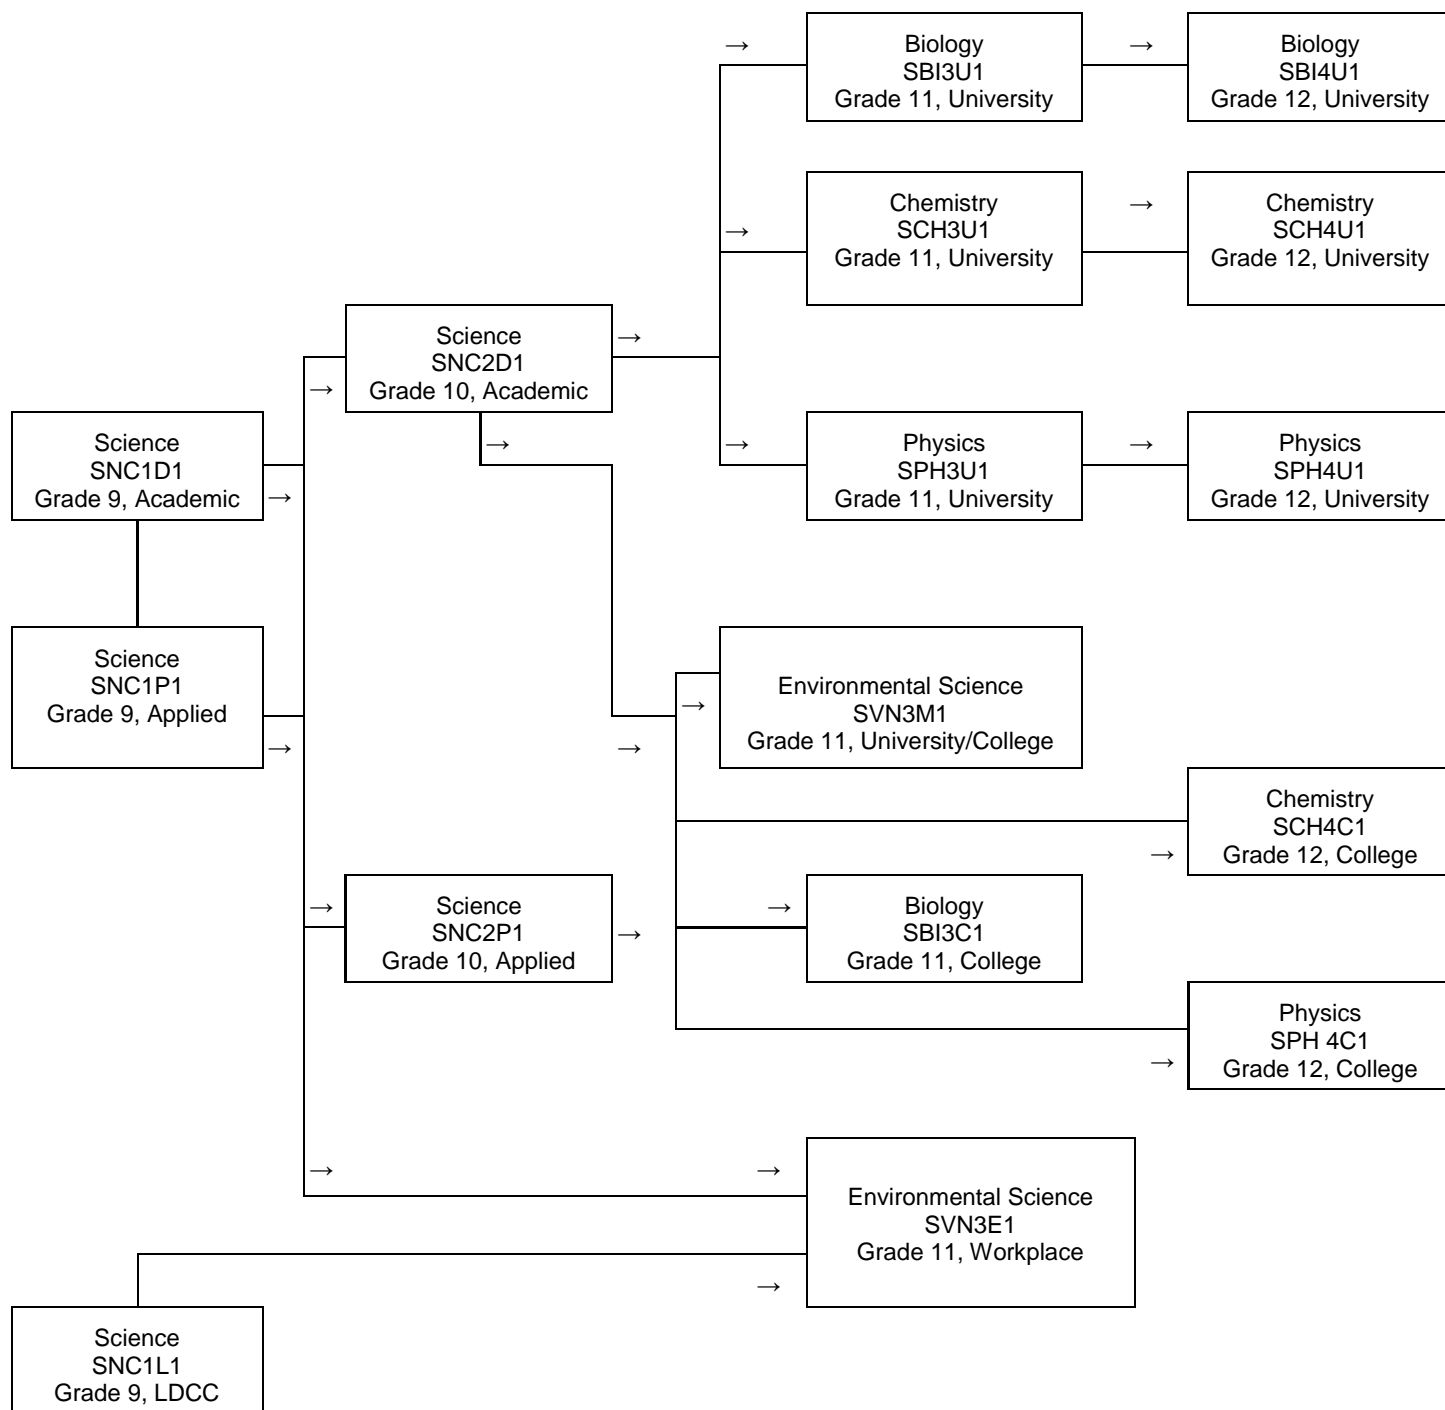 Biology
SBI3U1
Grade 11, University
→
Biology
SBI4U1
Grade 12, University
→
Chemistry
SCH3U1
Grade 11, University
→
Chemistry
SCH4U1
Grade 12, University
→
Science
SNC2D1
Grade 10, Academic
→
→
Science
SNC1D1
Grade 9, Academic
→
→
→
Physics
SPH3U1
Grade 11, University
→
Physics
SPH4U1
Grade 12, University
Science
SNC1P1
Grade 9, Applied
→
→
→
Environmental Science
SVN3M1
Grade 11, University/College
Chemistry
SCH4C1
Grade 12, College
→
→
Science
SNC2P1
Grade 10, Applied
→
→
Biology
SBI3C1
Grade 11, College
Physics
SPH 4C1
Grade 12, College
→
→
→
Environmental Science
SVN3E1
Grade 11, Workplace
→
Science
SNC1L1
Grade 9, LDCC